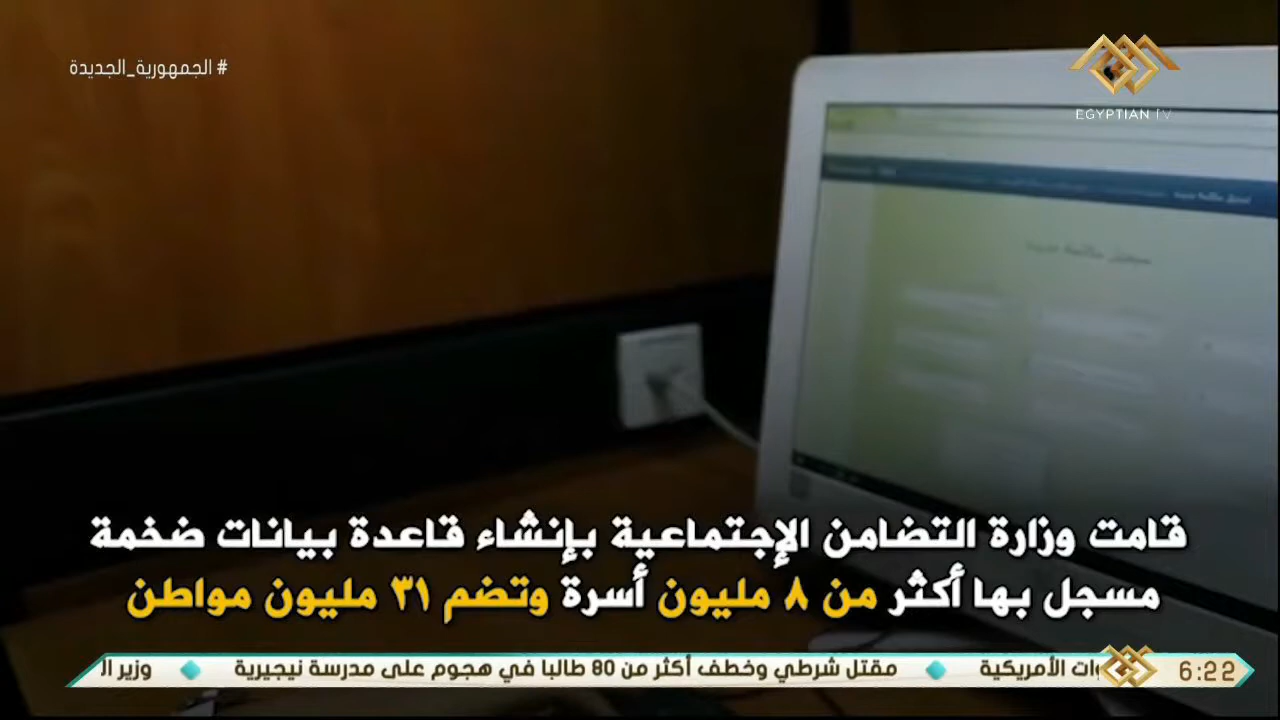 # الجمهورية_الجديدة
EGYPTIAN TV
قامت وزارة التضامن الإجتماعية بإنشاء قاعدة بيانات ضخمة
مسجل بها أكثر من ٨ مليون أسرة وتضم ٣١ مليون مواطن
الأمريكية ◆ مقتل شرطي وخطف أكثر من 80 طالبا في هجوم على مدرسة نيجيرية ◆ وزير
6:22